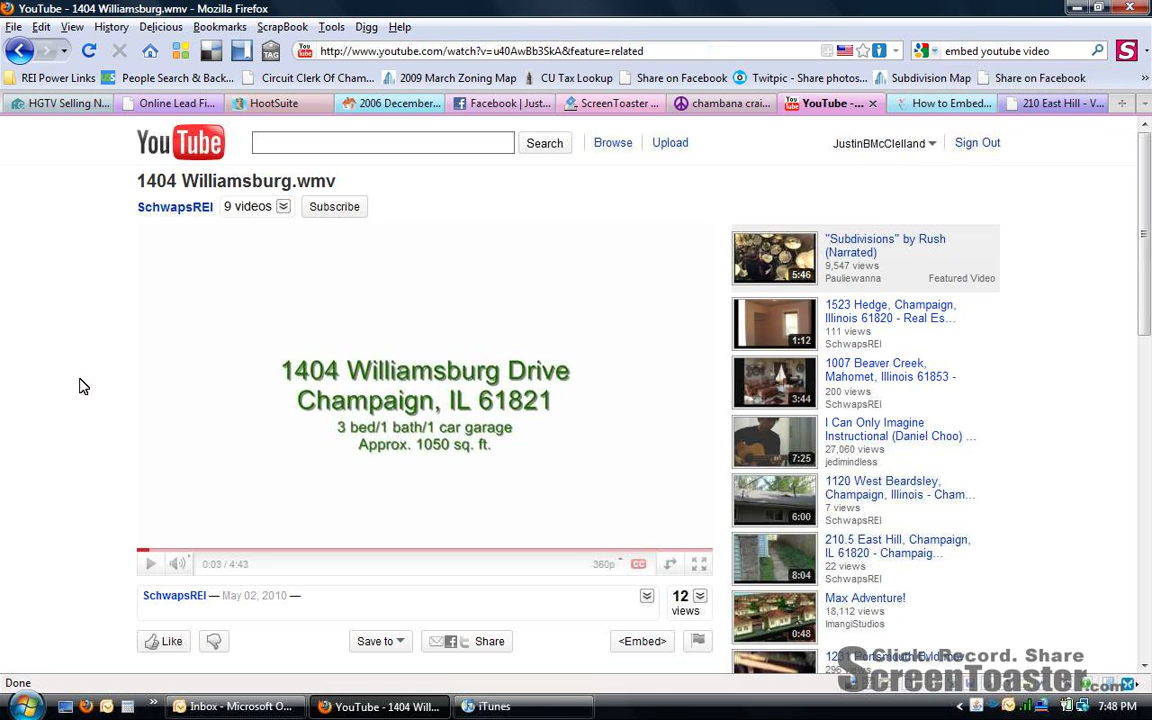 YouTube - 1404 Williamsburg.wmv - Mozilla Firefox
File Edit View History Delicious Bookmarks ScrapBook Tools Digg Help
TAG
http://www.youtube.com/watch?v=u40AwBb3SkA&feature=related
embed youtube video
REI Power Links People Search & Back... Circuit Clerk Of Cham... 2009 March Zoning Map CU Tax Lookup Share on Facebook Twitpic - Share photos... Subdivision Map Share on Facebook
HGTV Selling N... Online Lead Fi... HootSuite 2006 December... Facebook | Just... ScreenToaster ... chambana crai... YouTube -... How to Embed... 210 East Hill - V...
YouTube
Search Browse Upload JustinBMcClelland Sign Out
1404 Williamsburg.wmv
SchwapsREI 9 videos Subscribe
1404 Williamsburg Drive
Champaign, IL 61821
3 bed/1 bath/1 car garage
Approx. 1050 sq. ft.
0:03 / 4:43 360p CC
SchwapsREI — May 02, 2010 —
12
views
Like Save to Share <Embed>
"Subdivisions" by Rush
(Narrated)
9,547 views
Pauliewanna Featured Video
5:46
1523 Hedge, Champaign,
Illinois 61820 - Real Es...
111 views
SchwapsREI
1:12
1007 Beaver Creek,
Mahomet, Illinois 61853 -
200 views
SchwapsREI
3:44
I Can Only Imagine
Instructional (Daniel Choo) ...
27,060 views
jedimindless
7:25
1120 West Beardsley,
Champaign, Illinois - Cham...
7 views
SchwapsREI
6:00
210.5 East Hill, Champaign,
IL 61820 - Champaig...
22 views
SchwapsREI
8:04
Max Adventure!
18,112 views
ImangiStudios
0:48
Click. Record. Share
ScreenToaster.com
Done
Inbox - Microsoft O... YouTube - 1404 Will... iTunes 7:48 PM